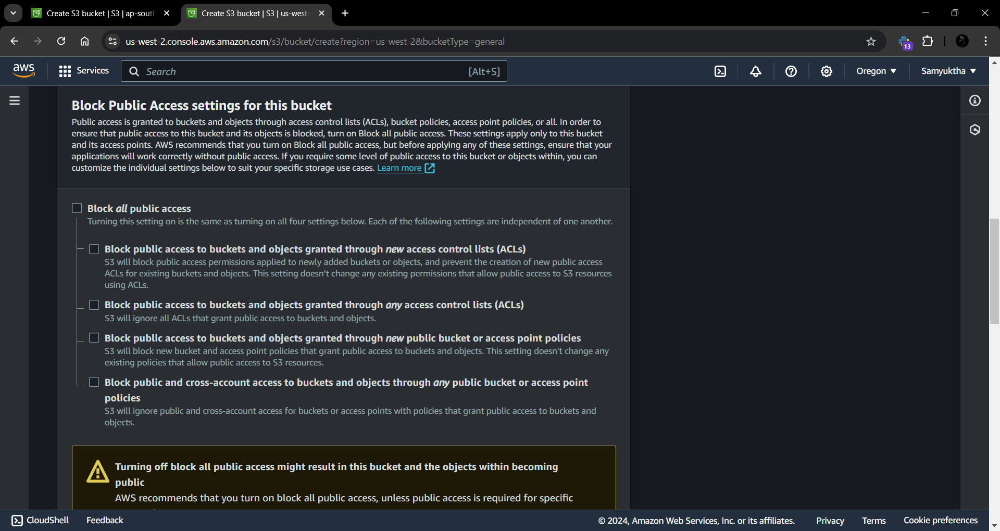 Create S3 bucket | S3 | ap-south
Create S3 bucket | S3 | us-west-
us-west-2.console.aws.amazon.com/s3/bucket/create?region=us-west-2&bucketType=general
13
aws
Services
Search
[Alt+S]
Oregon
Samyuktha
Block Public Access settings for this bucket
Public access is granted to buckets and objects through access control lists (ACLs), bucket policies, access point policies, or all. In order to
ensure that public access to this bucket and its objects is blocked, turn on Block all public access. These settings apply only to this bucket
and its access points. AWS recommends that you turn on Block all public access, but before applying any of these settings, ensure that your
applications will work correctly without public access. If you require some level of public access to this bucket or objects within, you can
customize the individual settings below to suit your specific storage use cases. Learn more
Block all public access
Turning this setting on is the same as turning on all four settings below. Each of the following settings are independent of one another.
Block public access to buckets and objects granted through new access control lists (ACLs)
S3 will block public access permissions applied to newly added buckets or objects, and prevent the creation of new public access
ACLs for existing buckets and objects. This setting doesn't change any existing permissions that allow public access to S3 resources
using ACLs.
Block public access to buckets and objects granted through any access control lists (ACLs)
S3 will ignore all ACLs that grant public access to buckets and objects.
Block public access to buckets and objects granted through new public bucket or access point policies
S3 will block new bucket and access point policies that grant public access to buckets and objects. This setting doesn't change any
existing policies that allow public access to S3 resources.
Block public and cross-account access to buckets and objects through any public bucket or access point
policies
S3 will ignore public and cross-account access for buckets or access points with policies that grant public access to buckets and
objects.
Turning off block all public access might result in this bucket and the objects within becoming
public
AWS recommends that you turn on block all public access, unless public access is required for specific
CloudShell
Feedback
© 2024, Amazon Web Services, Inc. or its affiliates.
Privacy
Terms
Cookie preferences